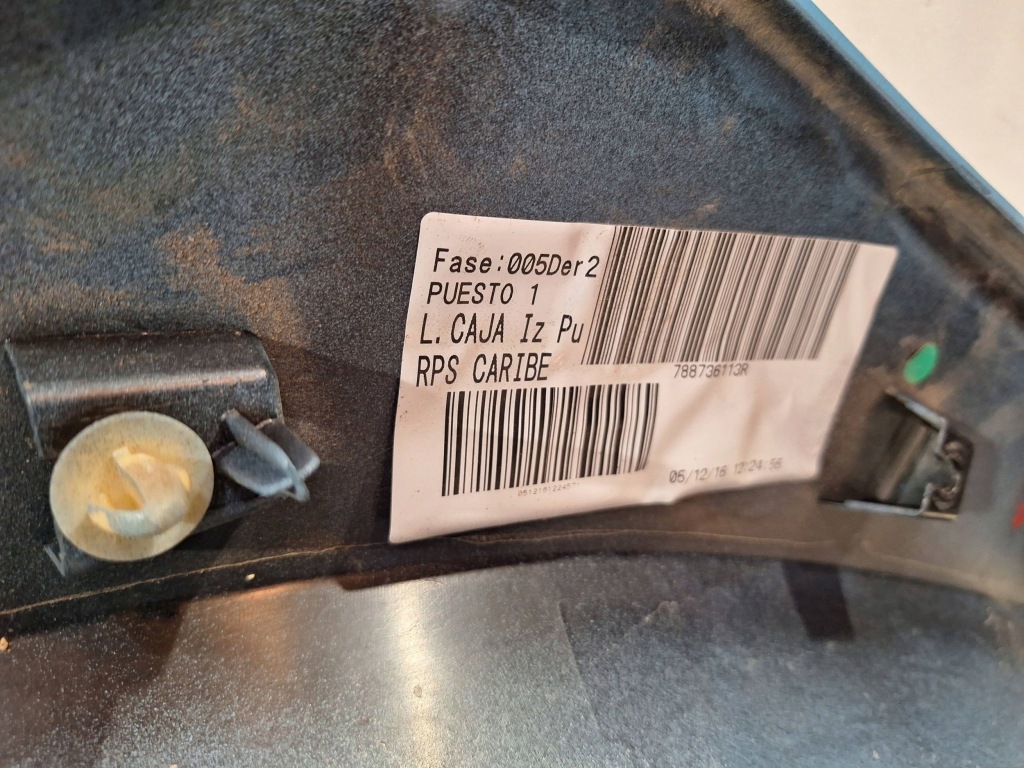 Fase:005Der2
PUESTO 1
L.CAJA Iz Pu
RPS CARIBE
788736113R
05/12/16 12:24:56